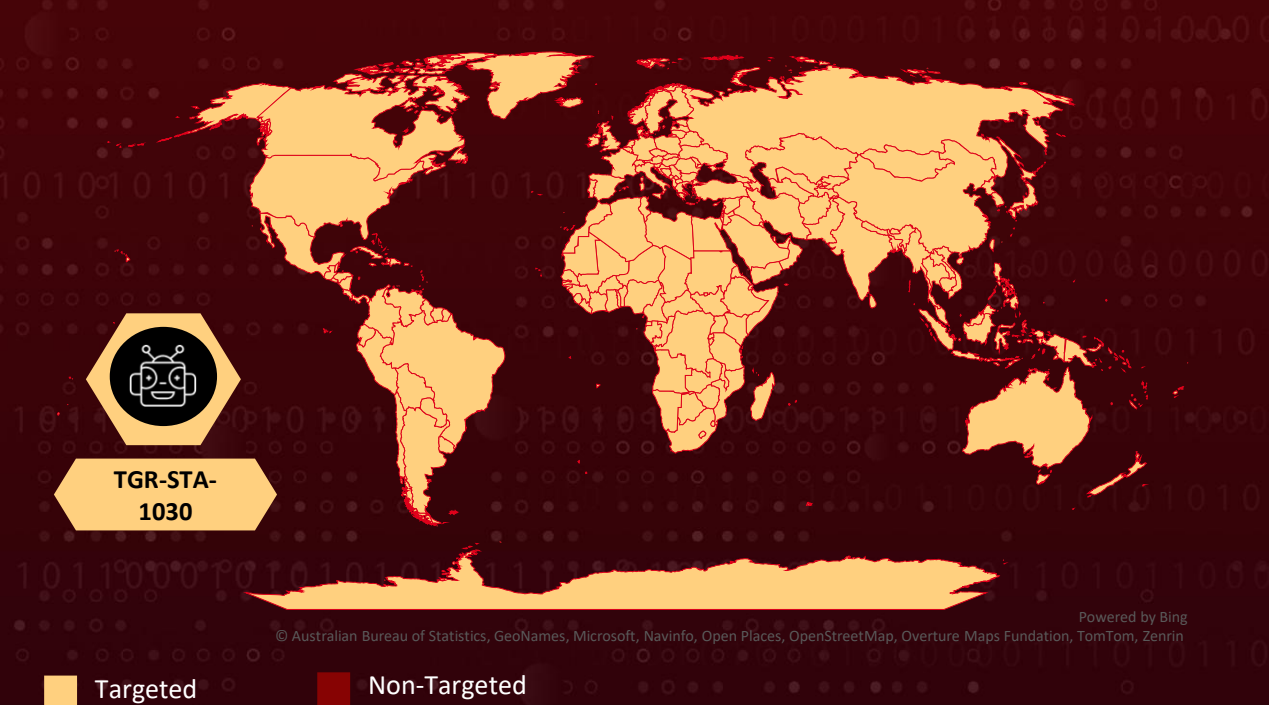 TGR-STA-
1030
Powered by Bing
© Australian Bureau of Statistics, GeoNames, Microsoft, Navinfo, Open Places, OpenStreetMap, Overture Maps Fundation, TomTom, Zenrin
Targeted
Non-Targeted